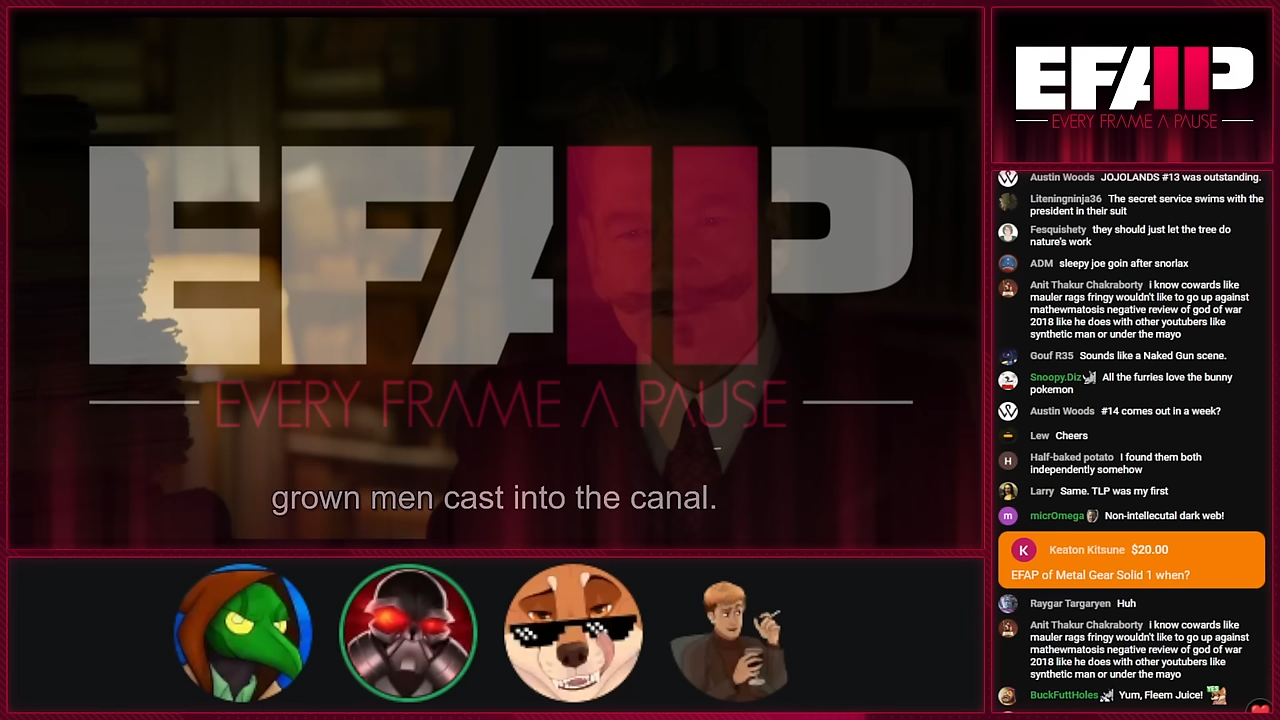 EFAP
EVERY FRAME A PAUSE
grown men cast into the canal.
EFAP
EVERY FRAME A PAUSE
Austin Woods JOJOLANDS #13 was outstanding.
Liteningninja36 The secret service swims with the
president in their suit
Fesquishety they should just let the tree do
nature's work
ADM sleepy joe goin after snorlax
Anit Thakur Chakraborty i know cowards like
mauler rags fringy wouldn't like to go up against
mathewmatosis negative review of god of war
2018 like he does with other youtubers like
synthetic man or under the mayo
Gouf R35 Sounds like a Naked Gun scene.
Snoopy.Diz All the furries love the bunny
pokemon
Austin Woods #14 comes out in a week?
Lew Cheers
H Half-baked potato I found them both
independently somehow
Larry Same. TLP was my first
m micrOmega Non-intellecutal dark web!
K Keaton Kitsune $20.00
EFAP of Metal Gear Solid 1 when?
Raygar Targaryen Huh
Anit Thakur Chakraborty i know cowards like
mauler rags fringy wouldn't like to go up against
mathewmatosis negative review of god of war
2018 like he does with other youtubers like
synthetic man or under the mayo
BuckFuttHoles Yum, Fleem Juice! YES